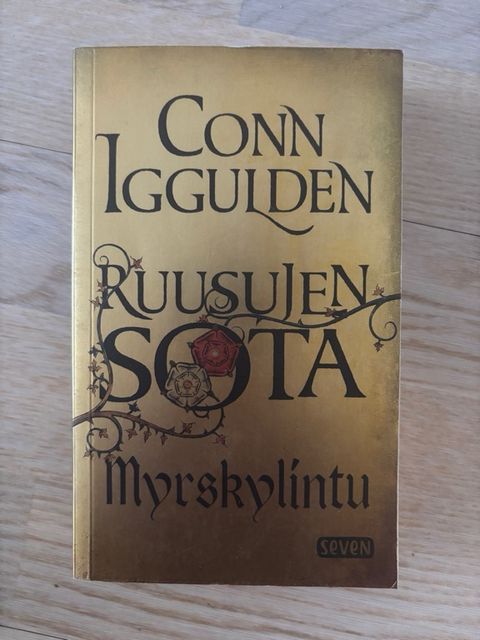 CONN
IGGULDEN
RUUSUJEN
SOTA
Myrskylintu
seven